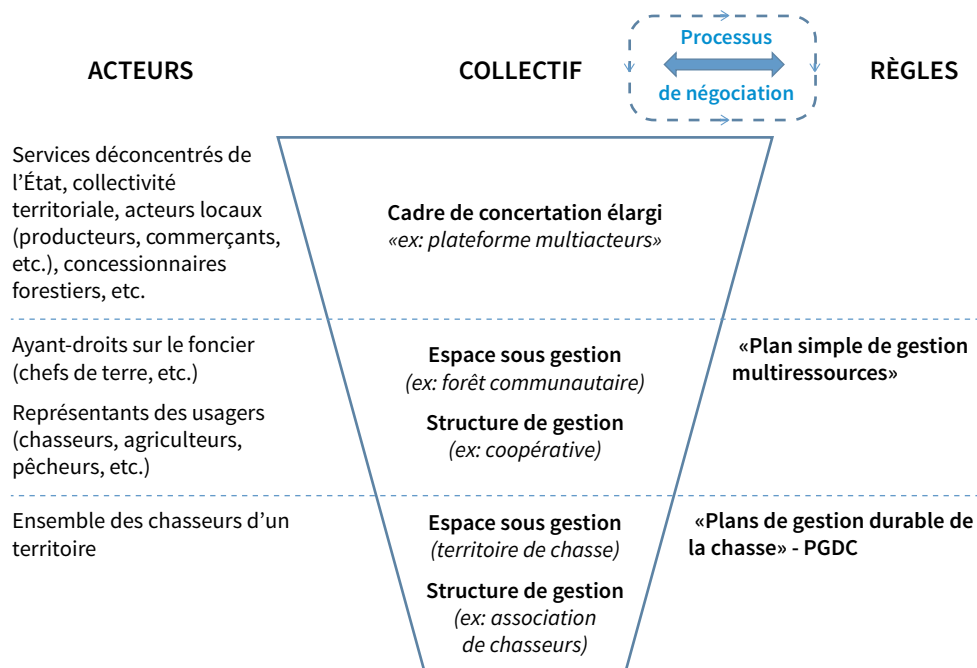 ACTEURS
COLLECTIF
Processus
de négociation
RÈGLES
Services déconcentrés de
l’État, collectivité
territoriale, acteurs locaux
(producteurs, commerçants,
etc.), concessionnaires
forestiers, etc.
Cadre de concertation élargi
«ex: plateforme multiacteurs»
Ayant-droits sur le foncier
(chefs de terre, etc.)
Représentants des usagers
(chasseurs, agriculteurs,
pêcheurs, etc.)
Espace sous gestion
(ex: forêt communautaire)
Structure de gestion
(ex: coopérative)
«Plan simple de gestion
multiressources»
Ensemble des chasseurs d’un
territoire
Espace sous gestion
(territoire de chasse)
Structure de gestion
(ex: association
de chasseurs)
«Plans de gestion durable de
la chasse» - PGDC